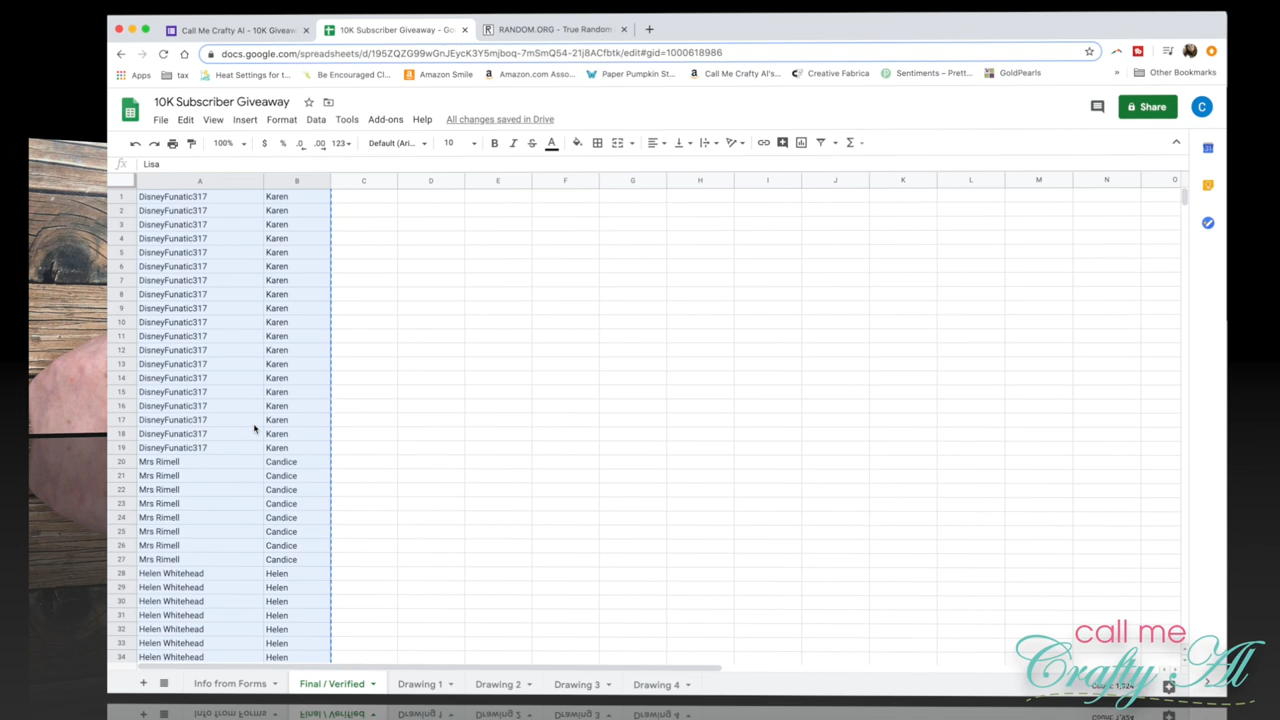 Call Me Crafty Al - 10K Giveaw
10K Subscriber Giveaway - Go
RANDOM.ORG - True Random
docs.google.com/spreadsheets/d/195ZQZG99wGnJEycK3Y5mjboq-7mSmQ54-21j8ACfbtk/edit#gid=1000618986
Apps tax Heat Settings for t... Be Encouraged Cl... Amazon Smile Amazon.com Asso... Paper Pumpkin St... Call Me Crafty Al's... Creative Fabrica Sentiments – Prett... GoldPearls » Other Bookmarks
10K Subscriber Giveaway
Share
C
File Edit View Insert Format Data Tools Add-ons Help All changes saved in Drive
100% $ % .0 .00 123 Default (Ari... 10 B I S A
fx Lisa
A B C D E F G H I J K L M N O
1 DisneyFunatic317 Karen
2 DisneyFunatic317 Karen
3 DisneyFunatic317 Karen
4 DisneyFunatic317 Karen
5 DisneyFunatic317 Karen
6 DisneyFunatic317 Karen
7 DisneyFunatic317 Karen
8 DisneyFunatic317 Karen
9 DisneyFunatic317 Karen
10 DisneyFunatic317 Karen
11 DisneyFunatic317 Karen
12 DisneyFunatic317 Karen
13 DisneyFunatic317 Karen
14 DisneyFunatic317 Karen
15 DisneyFunatic317 Karen
16 DisneyFunatic317 Karen
17 DisneyFunatic317 Karen
18 DisneyFunatic317 Karen
19 DisneyFunatic317 Karen
20 Mrs Rimell Candice
21 Mrs Rimell Candice
22 Mrs Rimell Candice
23 Mrs Rimell Candice
24 Mrs Rimell Candice
25 Mrs Rimell Candice
26 Mrs Rimell Candice
27 Mrs Rimell Candice
28 Helen Whitehead Helen
29 Helen Whitehead Helen
30 Helen Whitehead Helen
31 Helen Whitehead Helen
32 Helen Whitehead Helen
33 Helen Whitehead Helen
34 Helen Whitehead Helen
Info from Forms Final / Verified Drawing 1 Drawing 2 Drawing 3 Drawing 4
call me
Crafty Al